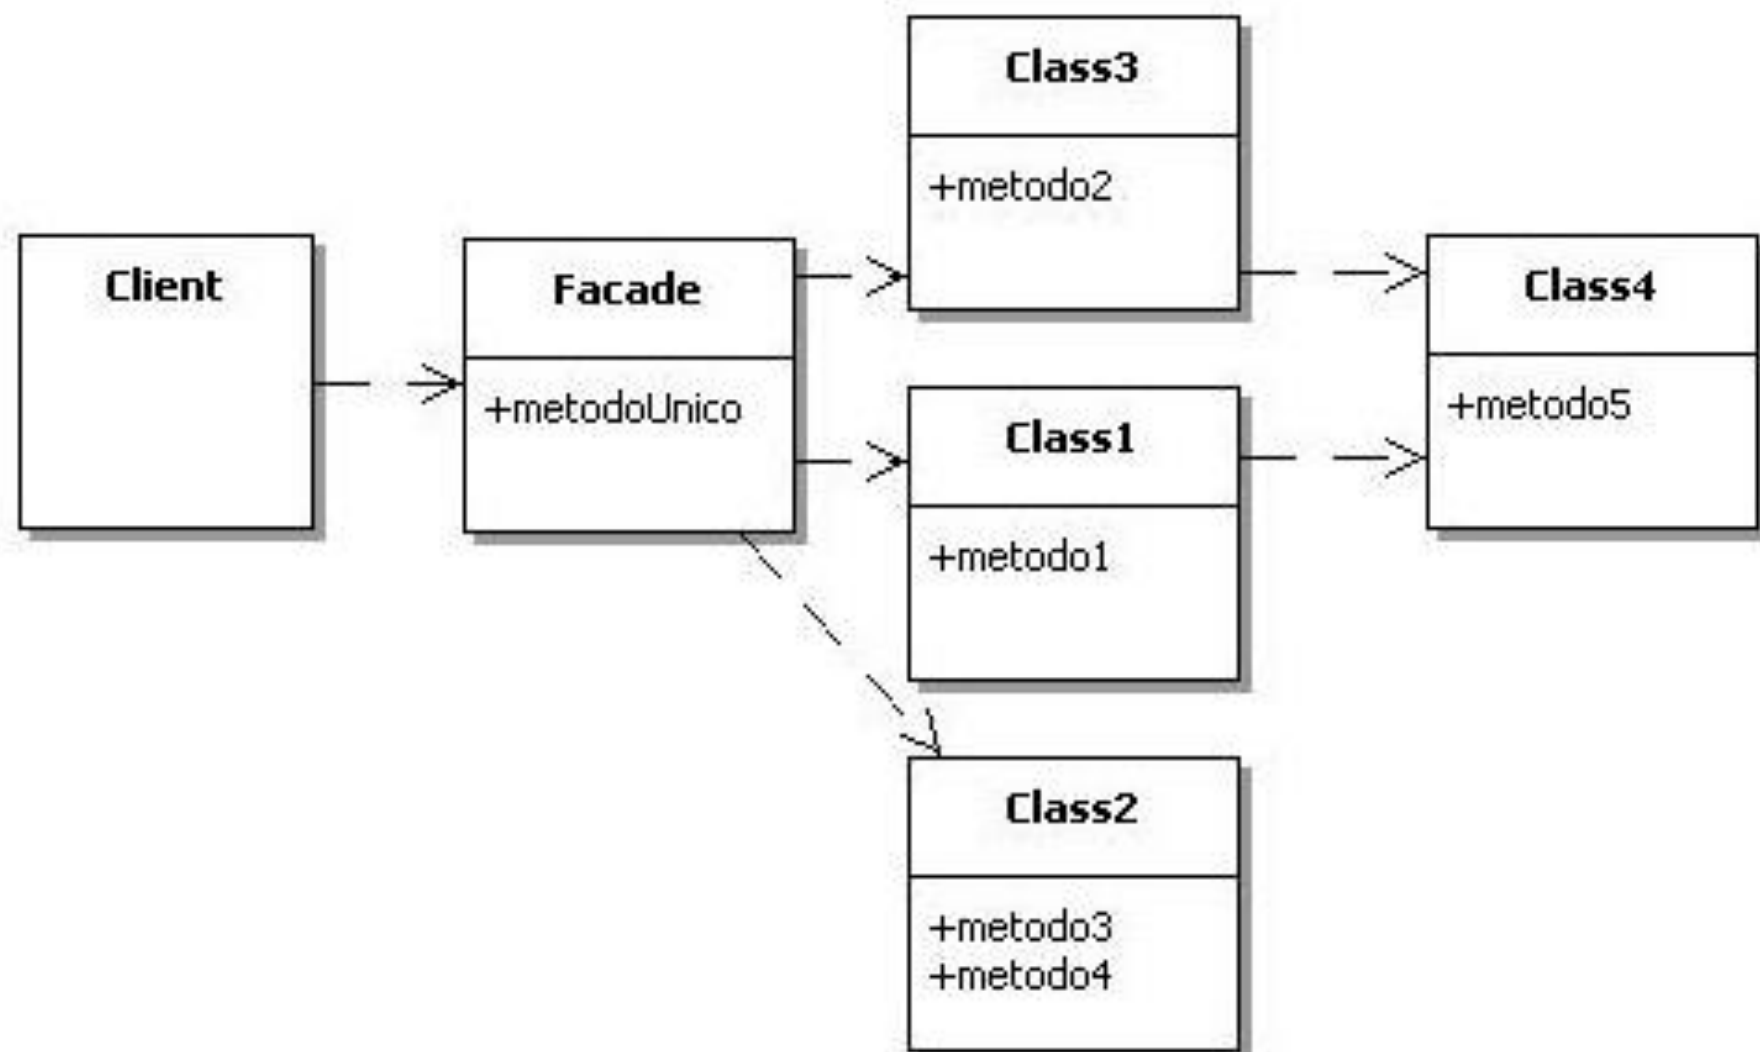 Client
Facade
+metodoUnico
Class3
+metodo2
Class1
+metodo1
Class2
+metodo3
+metodo4
Class4
+metodo5